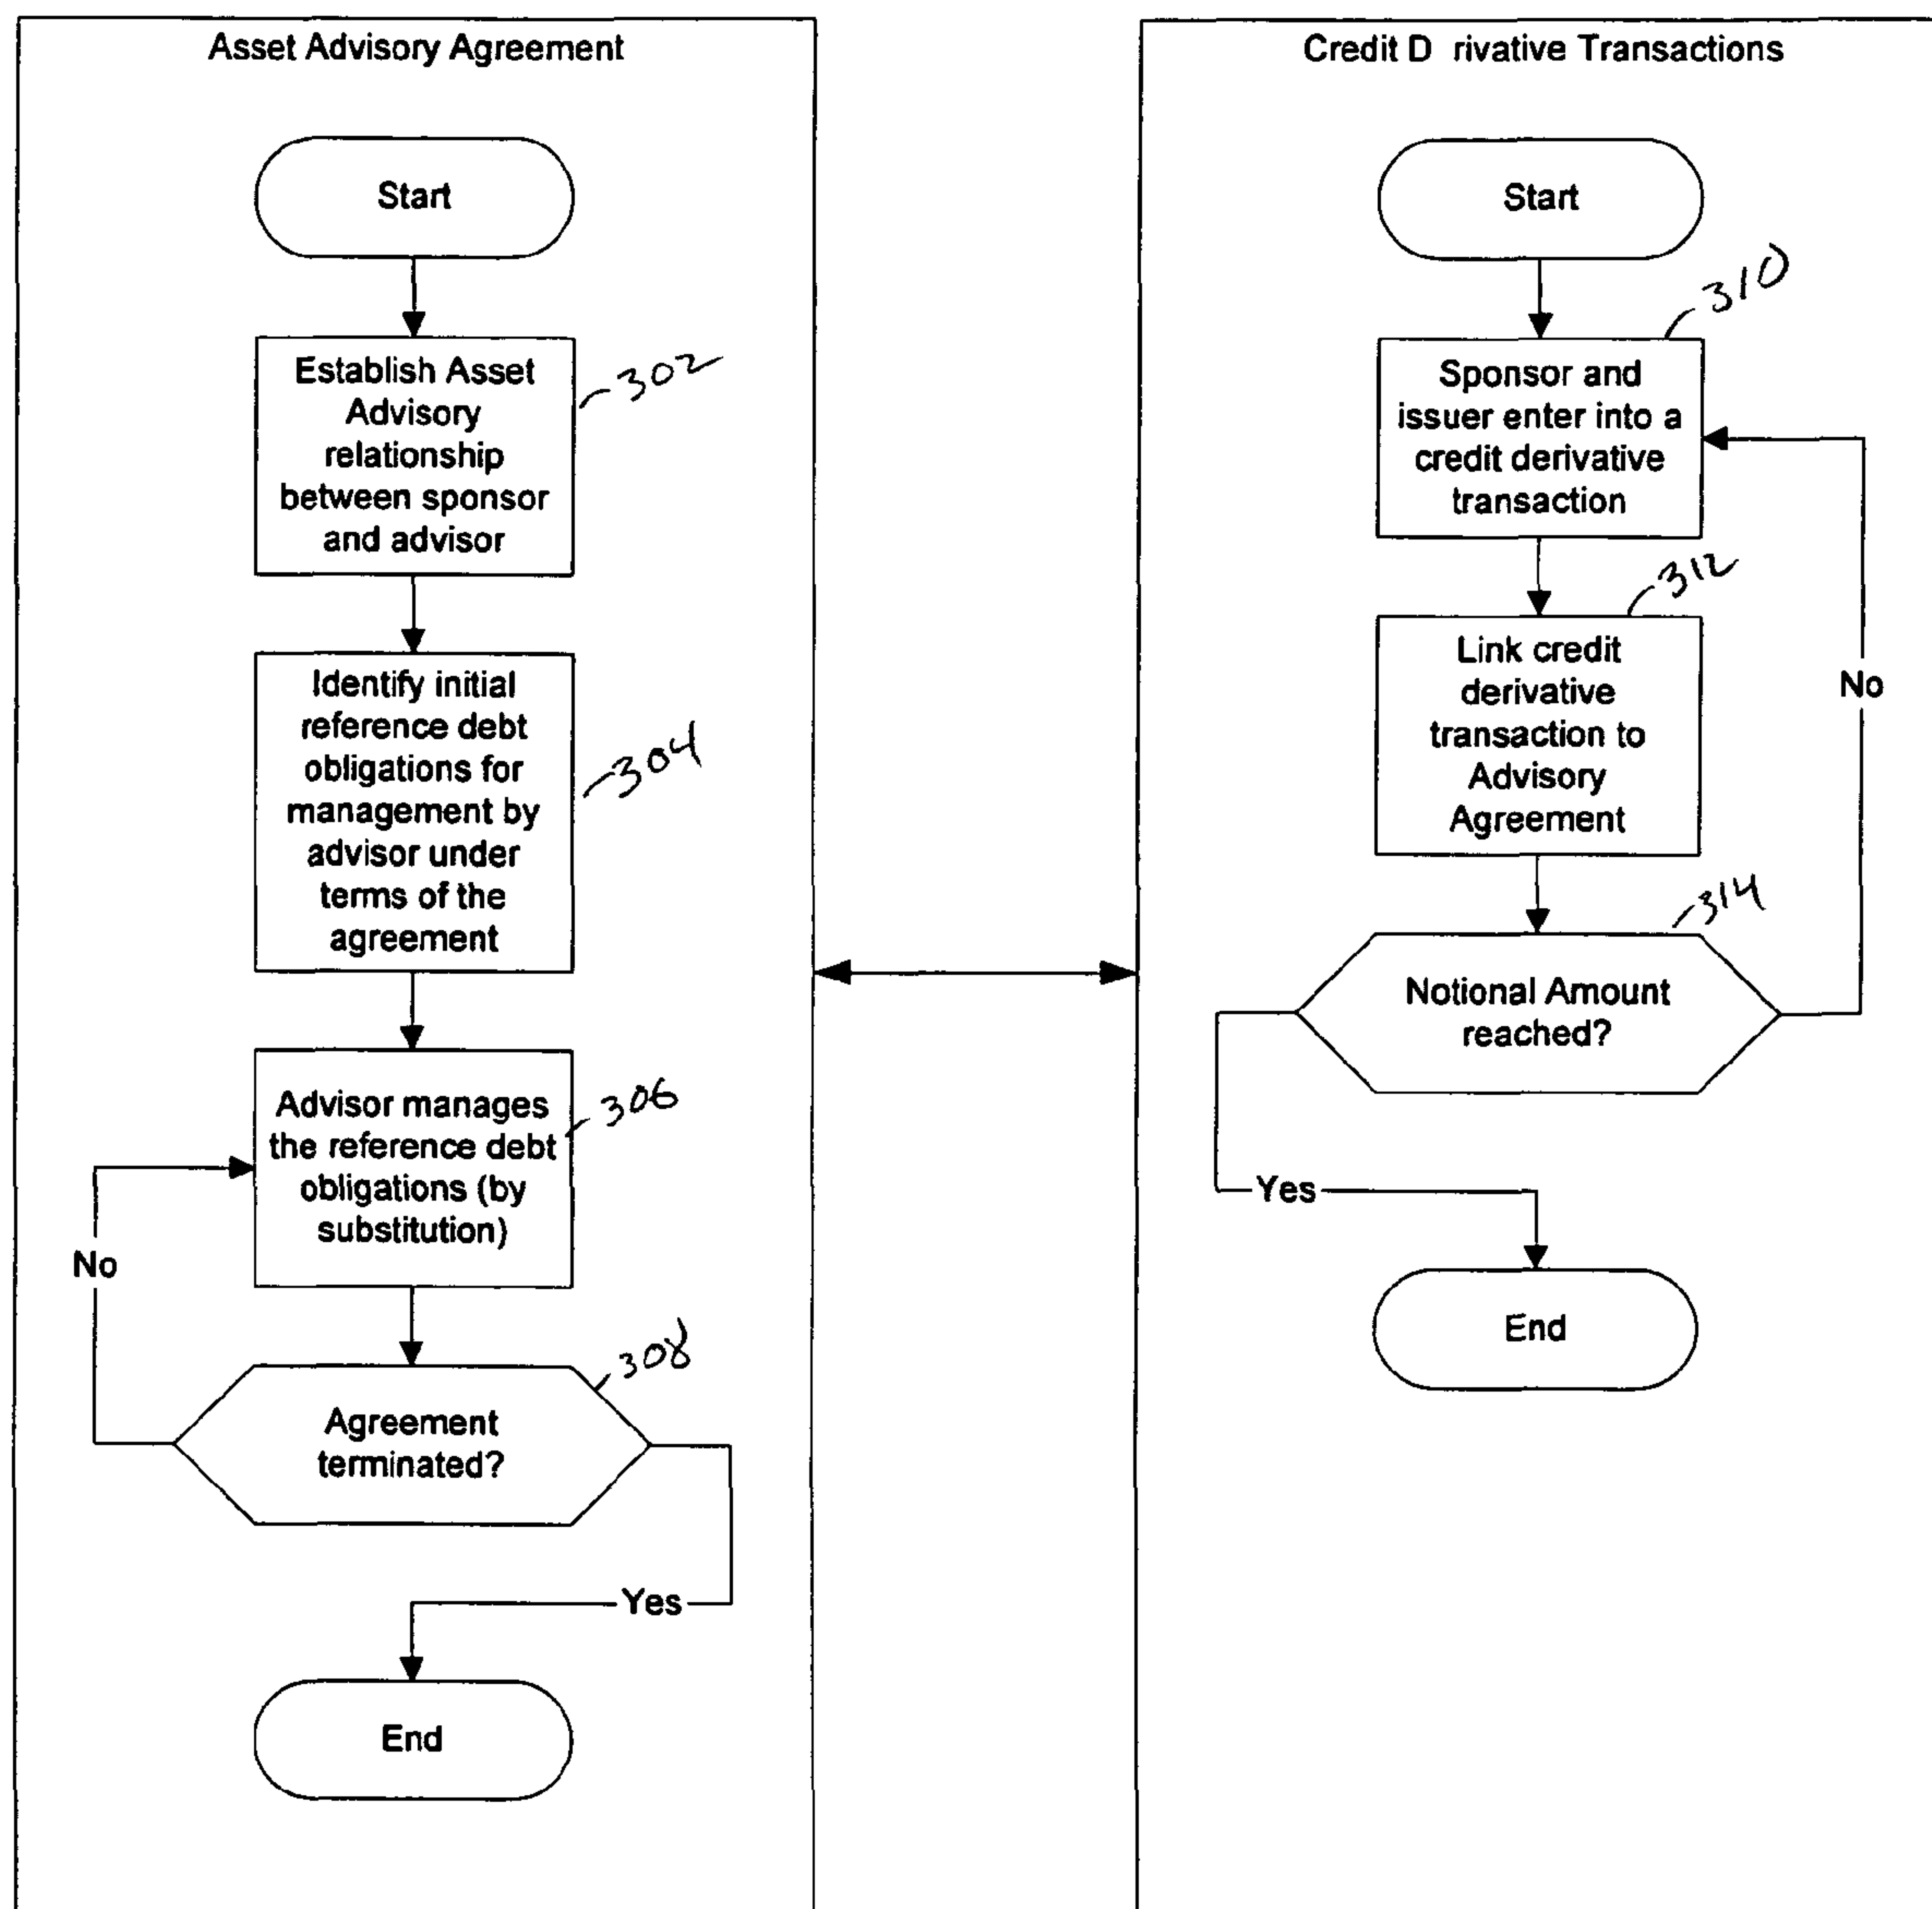 Asset Advisory Agreement
Start
Establish Asset
Advisory
relationship
between sponsor
and advisor
302
Identify initial
reference debt
obligations for
management by
advisor under
terms of the
agreement
304
Advisor manages
the reference debt
obligations (by
substitution)
306
No
Agreement
terminated?
308
Yes
End
Credit D rivative Transactions
Start
310
Sponsor and
issuer enter into a
credit derivative
transaction
312
Link credit
derivative
transaction to
Advisory
Agreement
No
314
Notional Amount
reached?
Yes
End